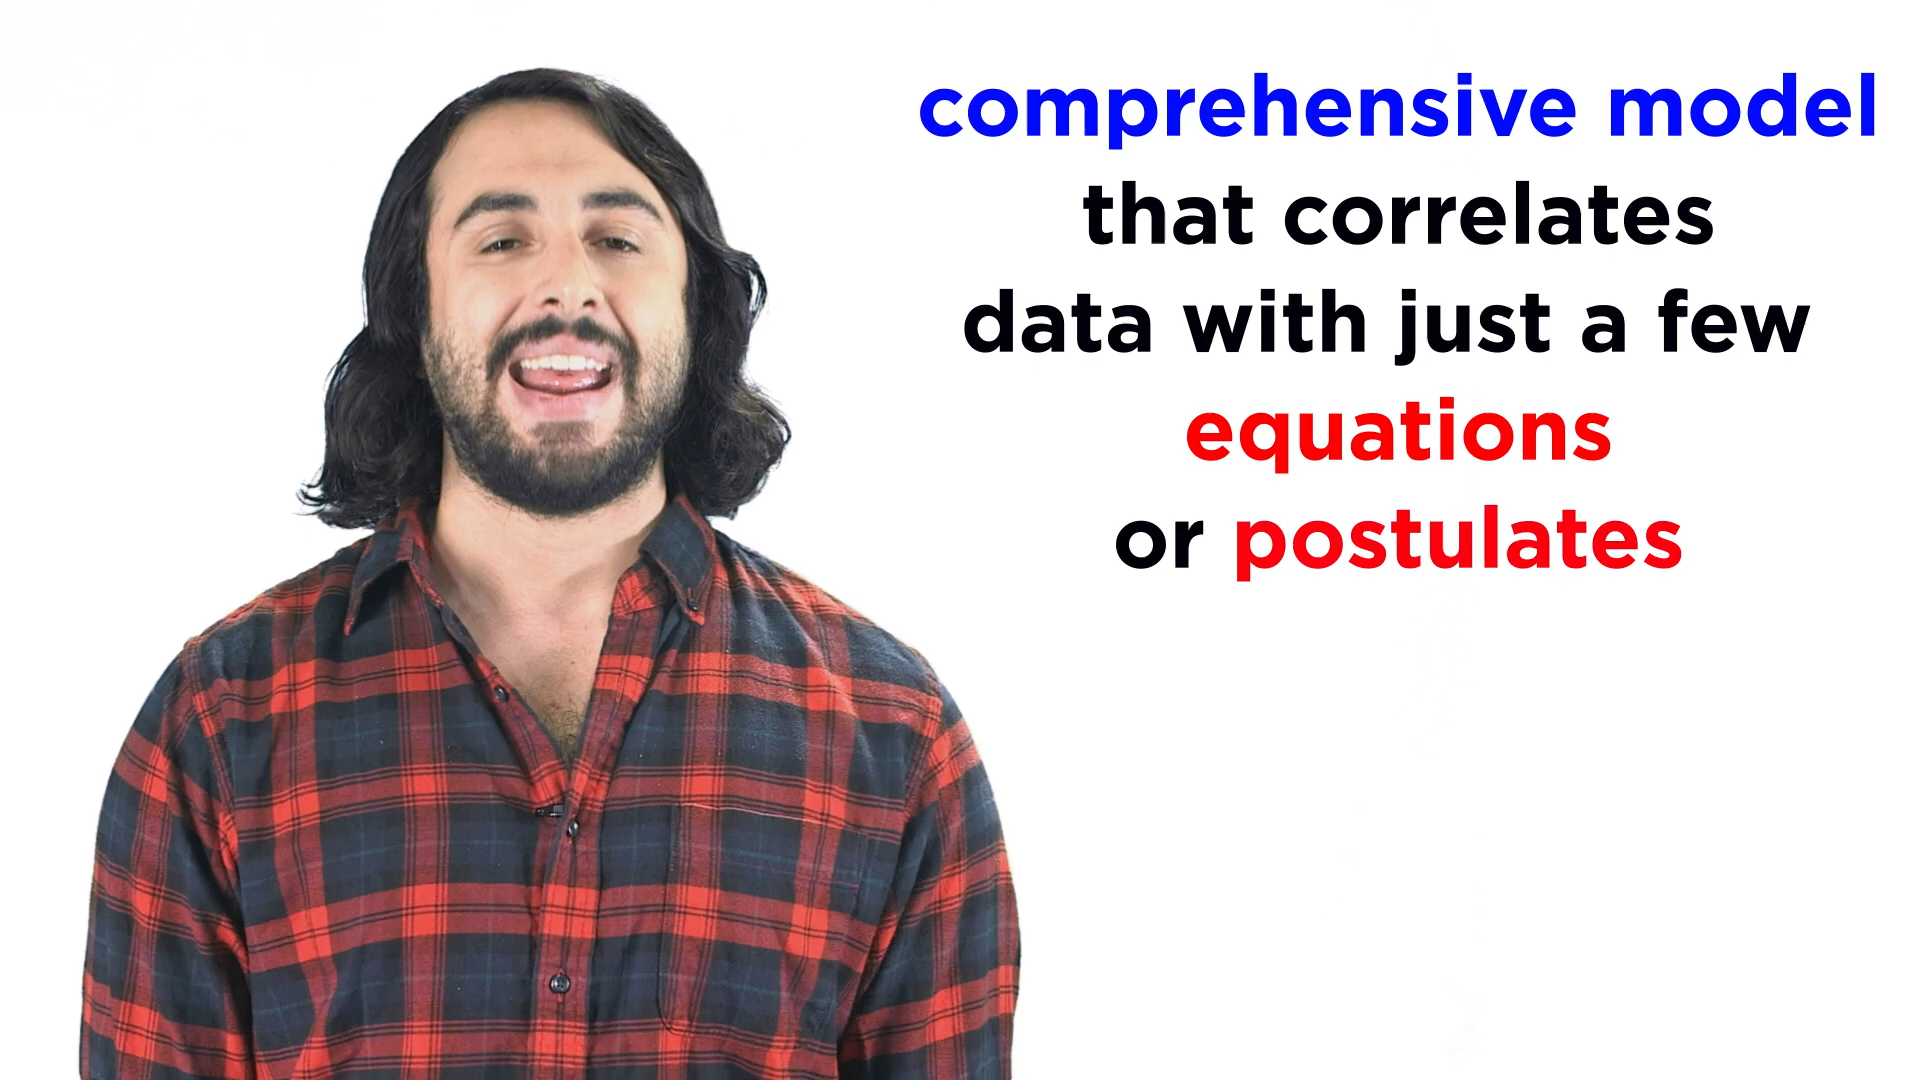 comprehensive model
that correlates
data with just a few
equations
or postulates